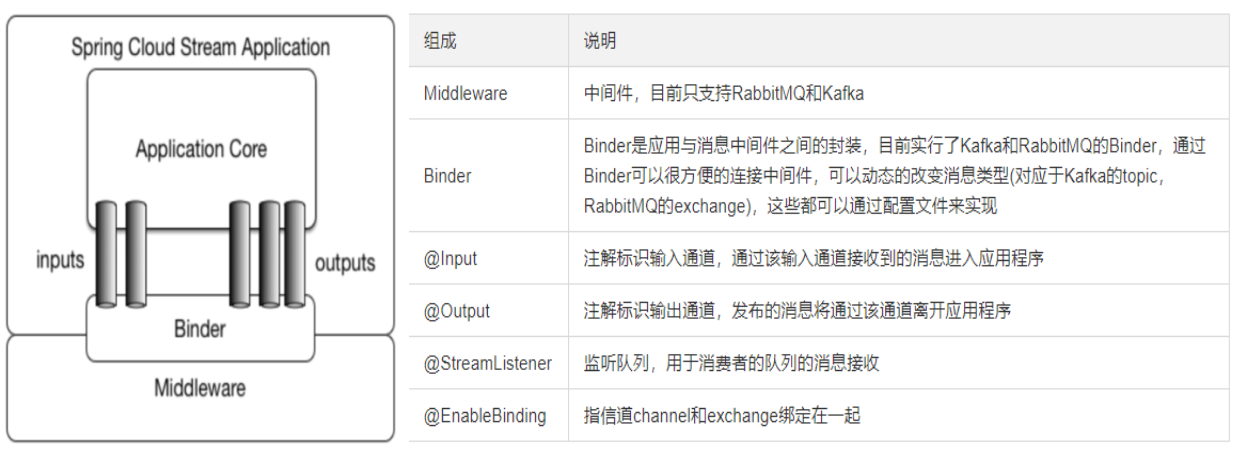 Spring Cloud Stream Application
Application Core
inputs
outputs
Binder
Middleware
组成
说明
Middleware
中间件，目前只支持RabbitMQ和Kafka
Binder
Binder是应用与消息中间件之间的封装，目前实行了Kafka和RabbitMQ的Binder，通过
Binder可以很方便的连接中间件，可以动态的改变消息类型(对应于Kafka的topic，
RabbitMQ的exchange)，这些都可以通过配置文件来实现
@Input
注解标识输入通道，通过该输入通道接收到的消息进入应用程序
@Output
注解标识输出通道，发布的消息将通过该通道离开应用程序
@StreamListener
监听队列，用于消费者的队列的消息接收
@EnableBinding
指信道channel和exchange绑定在一起